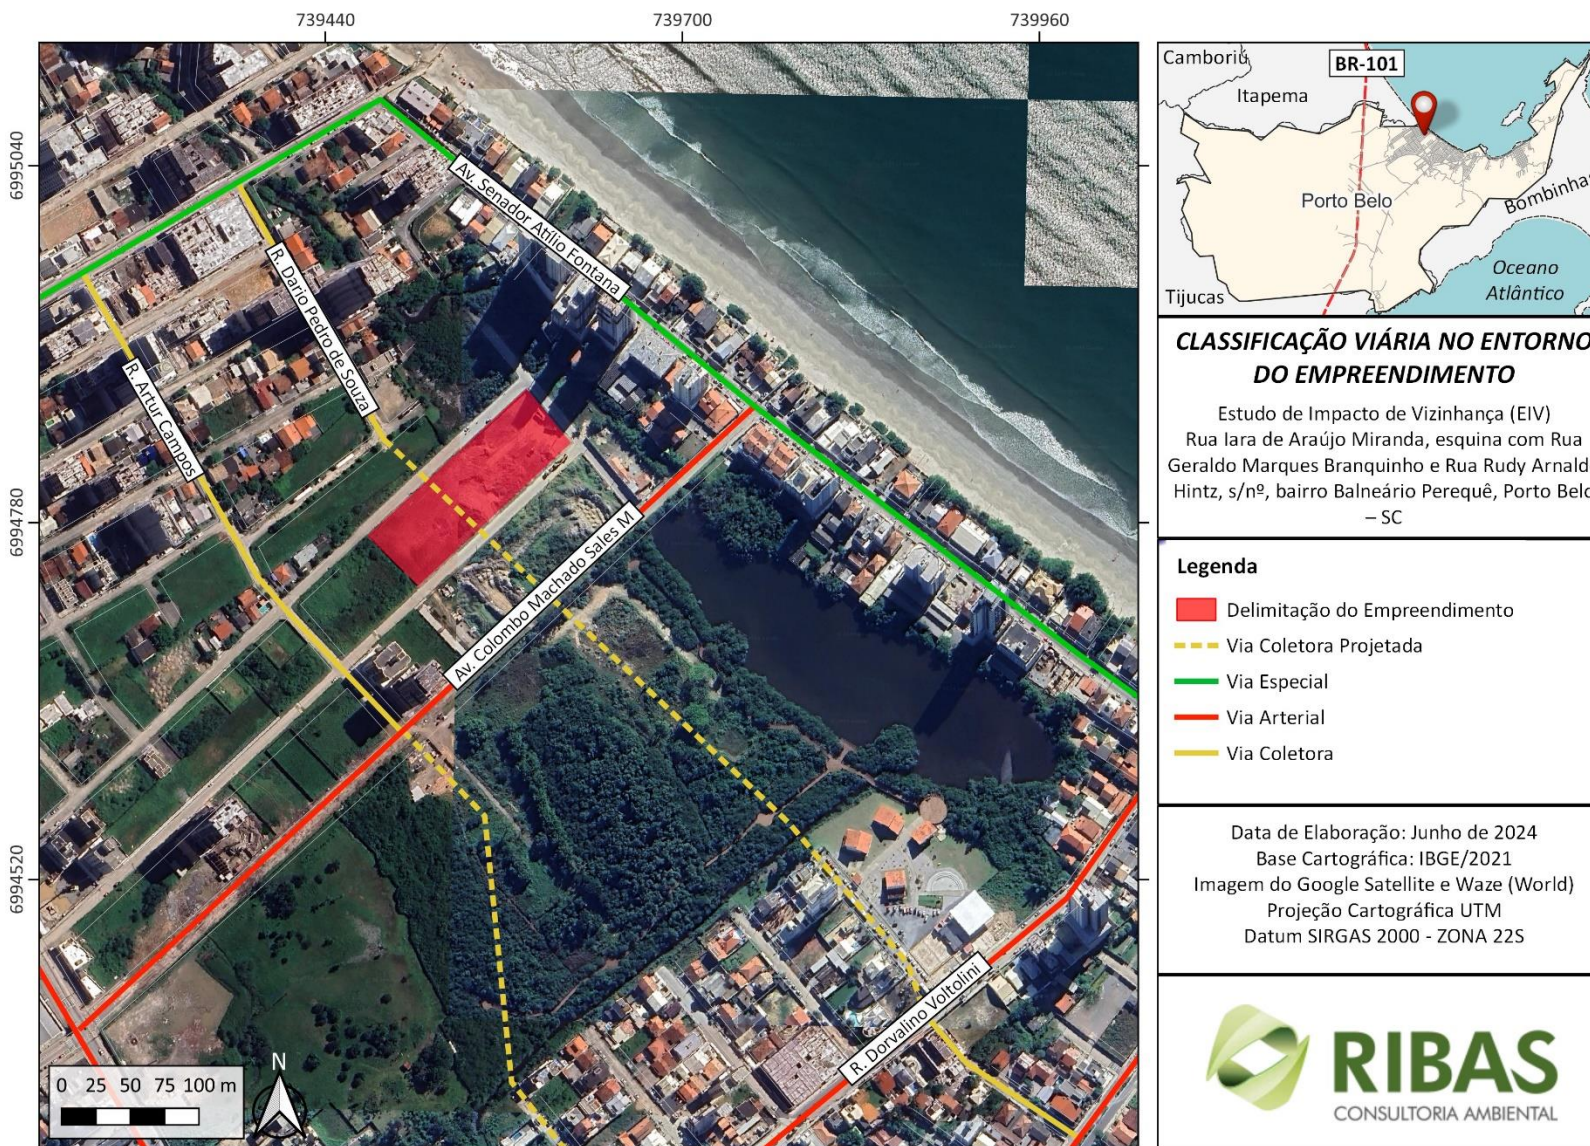 739440
739700
739960
6995040
6994780
6994520
Av. Senador Atílio Fontana
R. Dario Pedro de Souza
R. Artur Campos
Av. Colombo Machado Sales M
R. Dorvalino Voltolini
0 25 50 75 100 m
N
Camboriú
BR-101
Itapema
Porto Belo
Bombinhas
Tijucas
Oceano
Atlântico
CLASSIFICAÇÃO VIÁRIA NO ENTORNO
DO EMPREENDIMENTO
Estudo de Impacto de Vizinhança (EIV)
Rua Iara de Araújo Miranda, esquina com Rua
Geraldo Marques Branquinho e Rua Rudy Arnald
Hintz, s/nº, bairro Balneário Perequê, Porto Belo
– SC
Legenda
Delimitação do Empreendimento
Via Coletora Projetada
Via Especial
Via Arterial
Via Coletora
Data de Elaboração: Junho de 2024
Base Cartográfica: IBGE/2021
Imagem do Google Satellite e Waze (World)
Projeção Cartográfica UTM
Datum SIRGAS 2000 - ZONA 22S
RIBAS
CONSULTORIA AMBIENTAL